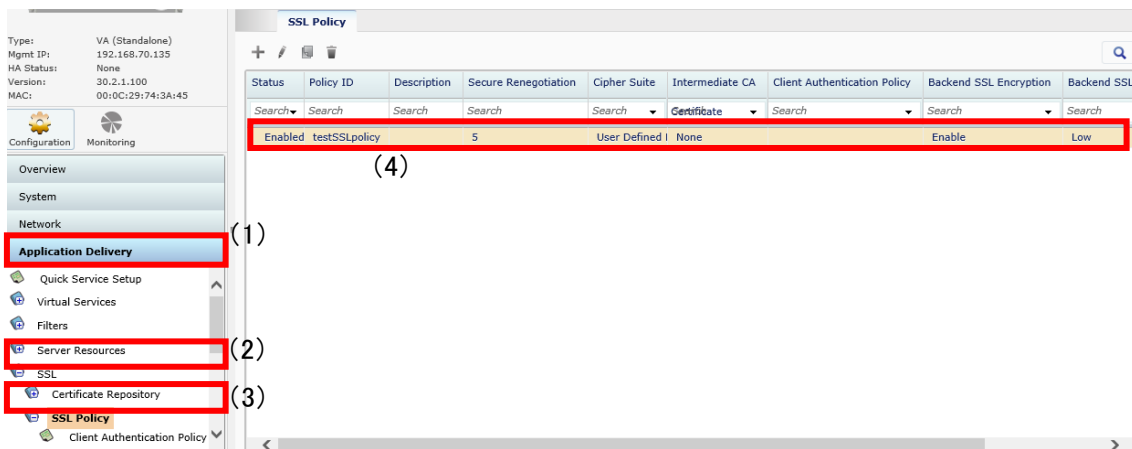 SSL Policy
Type: VA (Standalone)
Mgmt IP: 192.168.70.135
HA Status: None
Version: 30.2.1.100
MAC: 00:0C:29:74:3A:45
Configuration Monitoring
Overview
System
Network
Application Delivery
(1)
Quick Service Setup
Virtual Services
Filters
Server Resources
(2)
SSL
Certificate Repository
(3)
SSL Policy
Client Authentication Policy
Status Policy ID Description Secure Renegotiation Cipher Suite Intermediate CA Certificate Client Authentication Policy Backend SSL Encryption Backend SSL
Search Search Search Search Search Search Search Search
Enabled testSSLpolicy 5 User Defined None Enable Low
(4)